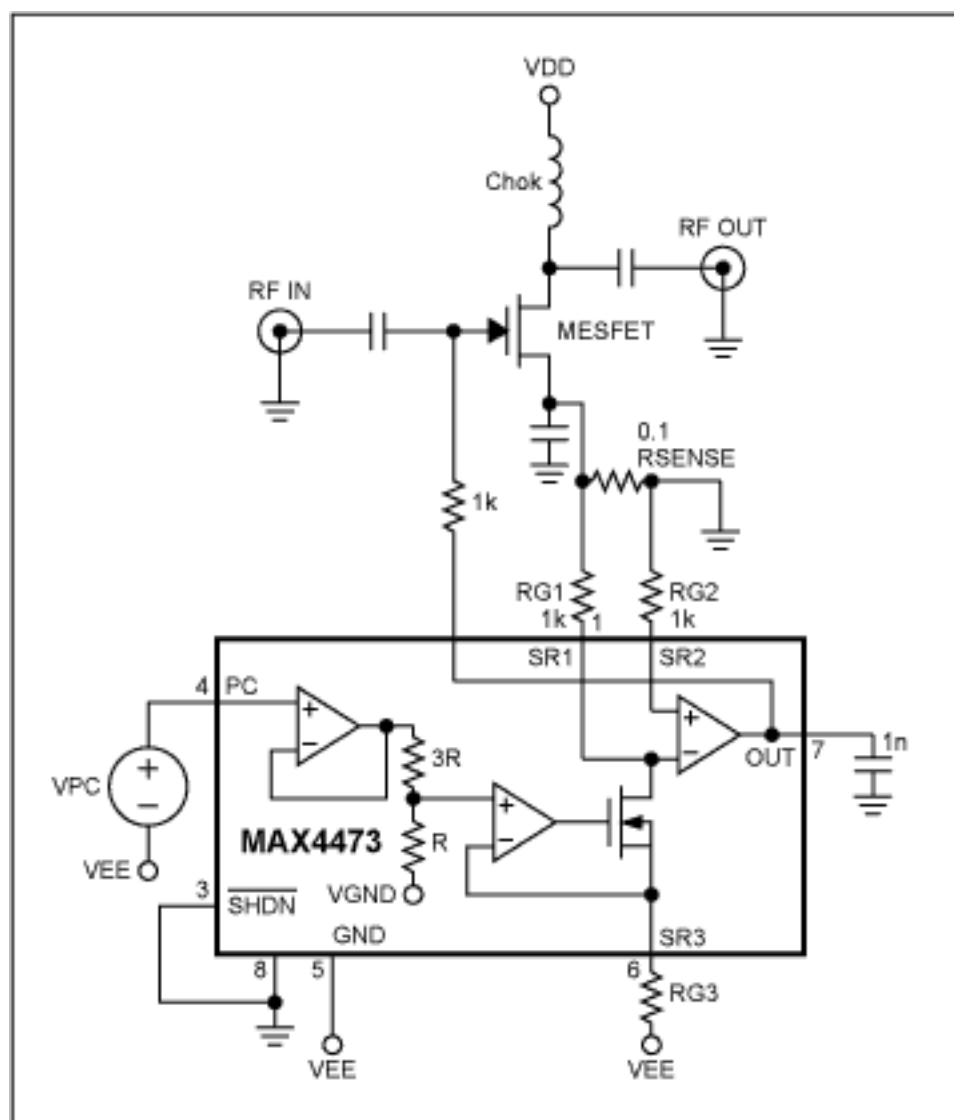 VDD
Chok
RF OUT
RF IN
MESFET
0.1
RSENSE
1k
RG1
1k
1
RG2
1k
SR1
SR2
4
PC
+
−
+
−
OUT
7
1n
3R
VPC
+
−
+
−
MAX4473
R
VEE
3
SHDN
VGND
GND
SR3
8
5
6
RG3
VEE
VEE